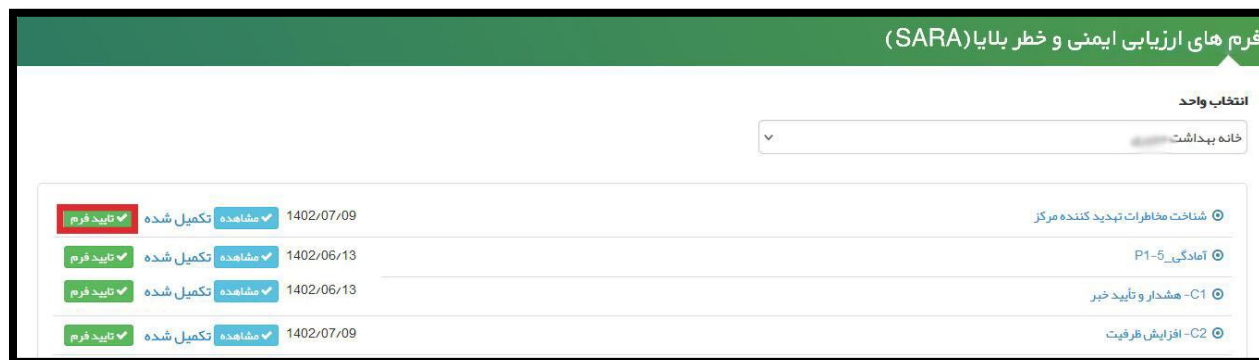 فرم های ارزیابی ایمنی و خطر بلایا(SARA)
انتخاب واحد
خانه بهداشت
شناخت مخاطرات تهدید کننده مرکز 1402/07/09 مشاهده تکمیل شده تایید فرم
آمادگی_P1-5 1402/06/13 مشاهده تکمیل شده تایید فرم
C1- هشدار و تأیید خبر 1402/06/13 مشاهده تکمیل شده تایید فرم
C2- افزایش ظرفیت 1402/07/09 مشاهده تکمیل شده تایید فرم